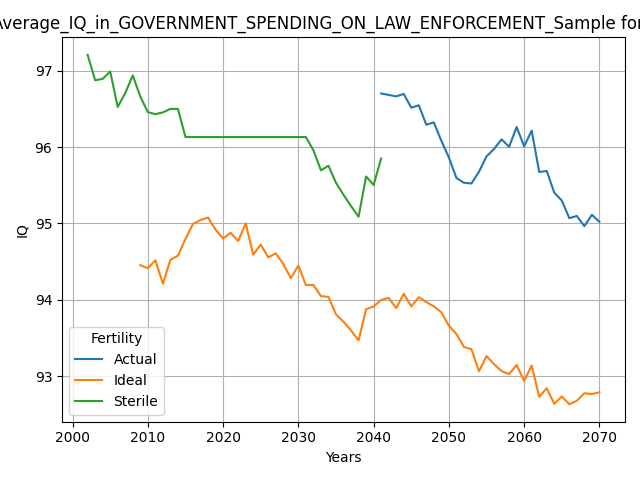 Average_IQ_in_GOVERNMENT_SPENDING_ON_LAW_ENFORCEMENT_Sample for
97
96
95
94
93
IQ
Fertility
Actual
Ideal
Sterile
2000 2010 2020 2030 2040 2050 2060 2070
Years